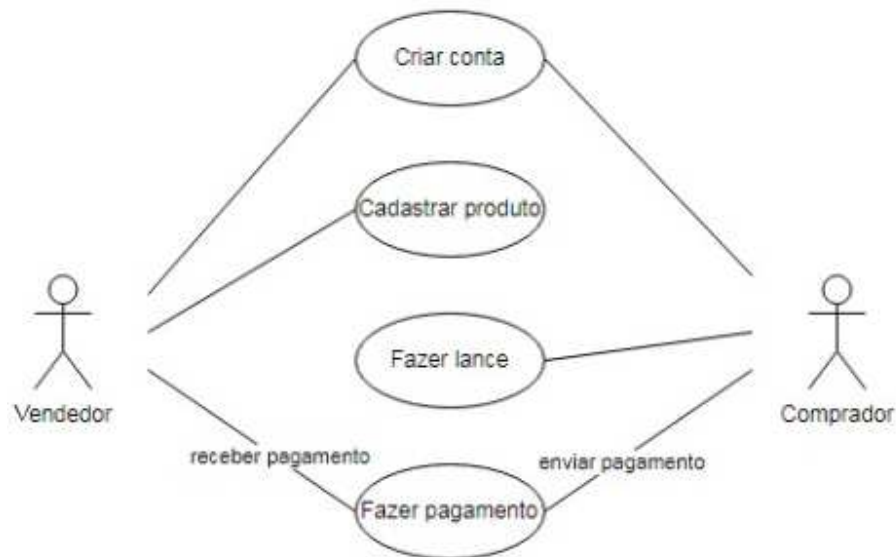 Criar conta
Cadastrar produto
Fazer lance
Vendedor
Comprador
receber pagamento
enviar pagamento
Fazer pagamento